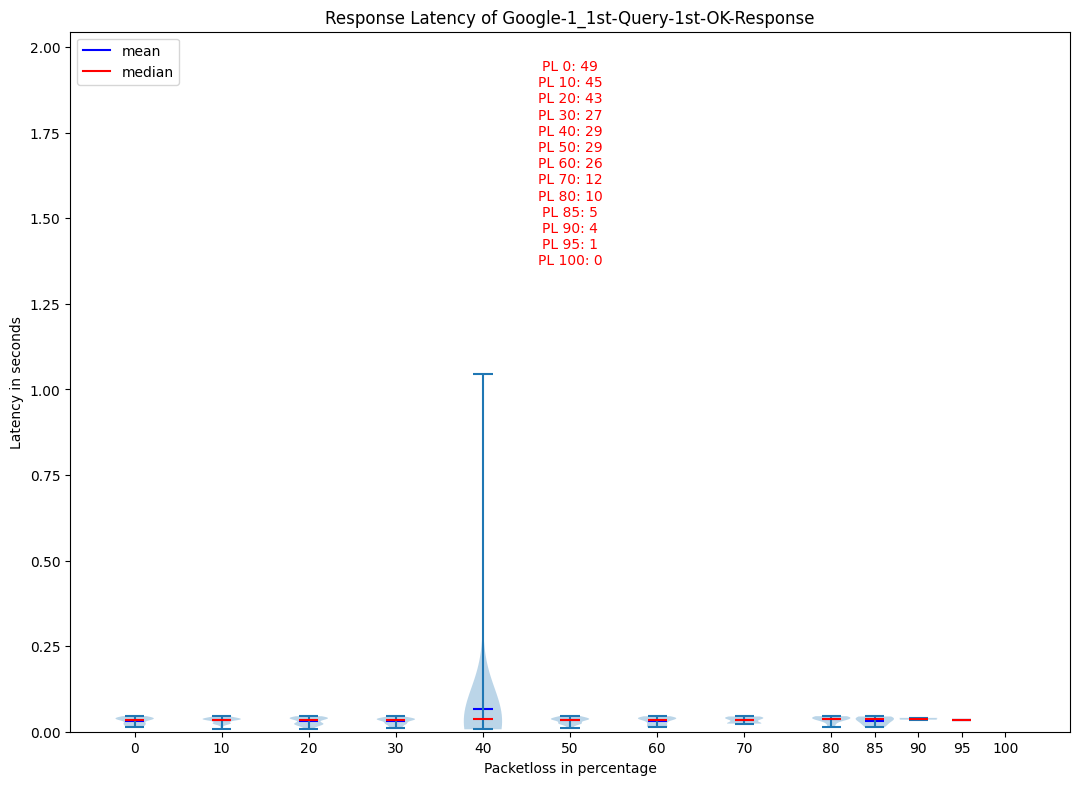 Response Latency of Google-1_1st-Query-1st-OK-Response
mean
median
PL 0: 49
PL 10: 45
PL 20: 43
PL 30: 27
PL 40: 29
PL 50: 29
PL 60: 26
PL 70: 12
PL 80: 10
PL 85: 5
PL 90: 4
PL 95: 1
PL 100: 0
2.00
1.75
1.50
1.25
1.00
0.75
0.50
0.25
0.00
Latency in seconds
0 10 20 30 40 50 60 70 80 85 90 95 100
Packetloss in percentage